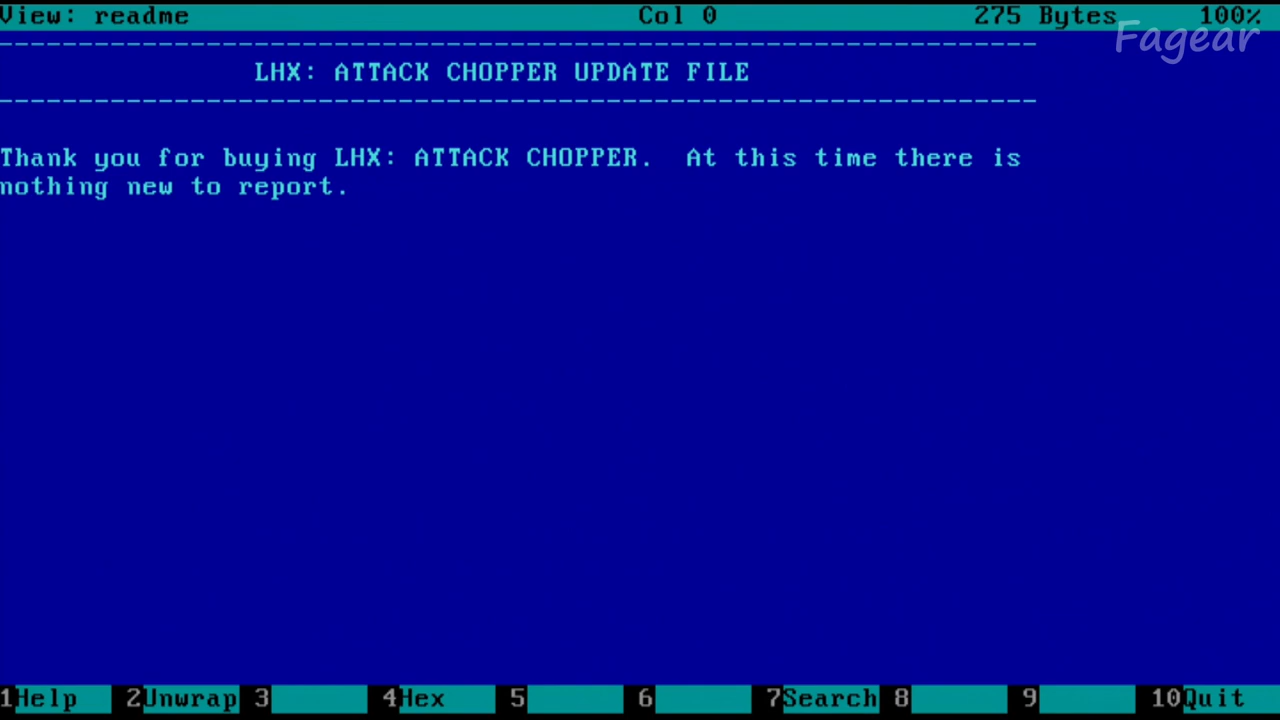 View: readme Col 0 275 Bytes 100%
Fagear
-----------------------------------------------------------------
LHX: ATTACK CHOPPER UPDATE FILE
-----------------------------------------------------------------
Thank you for buying LHX: ATTACK CHOPPER.  At this time there is
nothing new to report.
1Help 2Unwrap 3 4Hex 5 6 7Search 8 9 10Quit